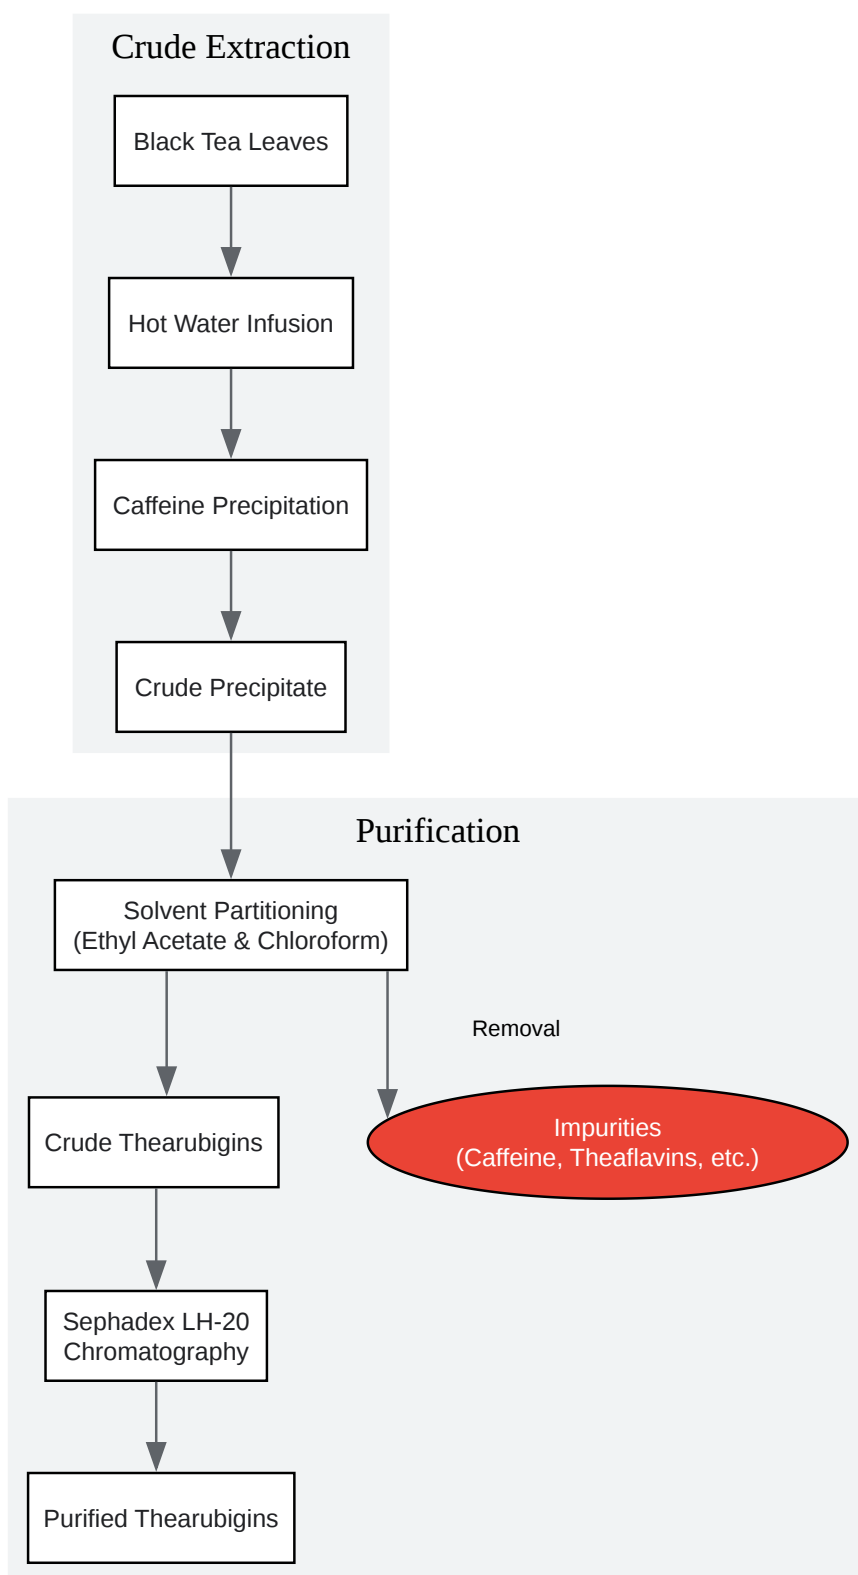 Crude Extraction
Black Tea Leaves
Hot Water Infusion
Caffeine Precipitation
Crude Precipitate
Purification
Solvent Partitioning
(Ethyl Acetate & Chloroform)
Removal
Crude Thearubigins
Impurities
(Caffeine, Theaflavins, etc.)
Sephadex LH-20
Chromatography
Purified Thearubigins